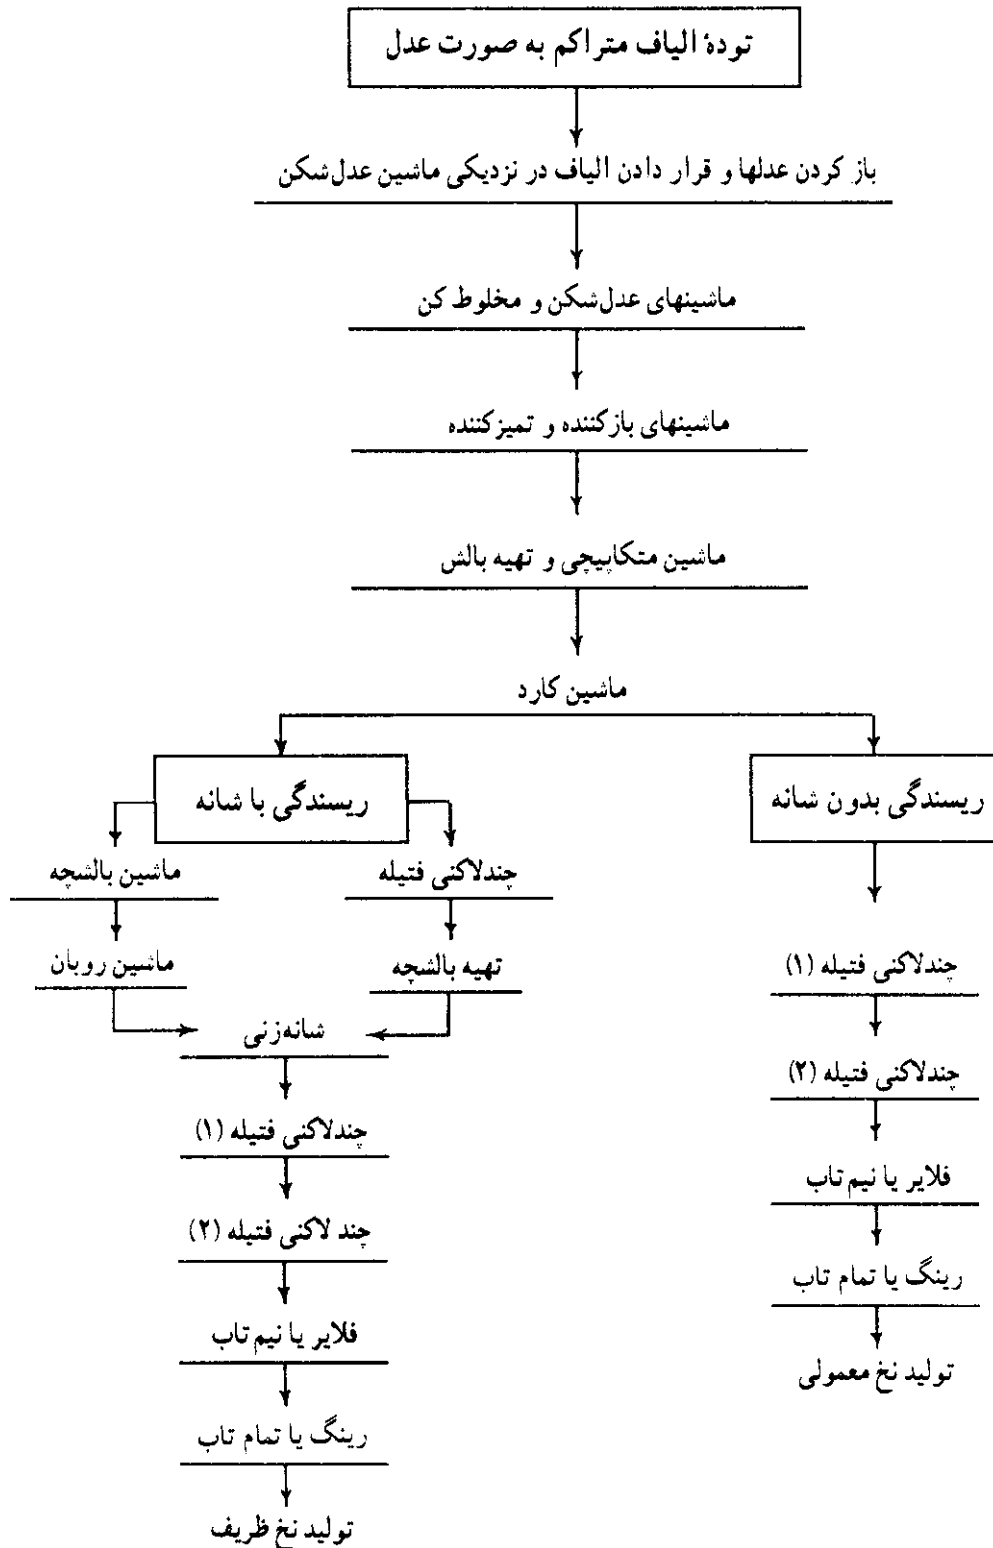 تودهٔ الیاف متراکم به صورت عدل
باز کردن عدلها و قرار دادن الیاف در نزدیکی ماشین عدل‌شکن
ماشینهای عدل‌شکن و مخلوط کن
ماشینهای بازکننده و تمیزکننده
ماشین متکاپیچی و تهیه بالش
ماشین کارد
ریسندگی بدون شانه
چندلاکنی فتیله (۱)
چندلاکنی فتیله (۲)
فلایر یا نیم تاب
رینگ یا تمام تاب
تولید نخ معمولی
ریسندگی با شانه
چندلاکنی فتیله
تهیه بالشچه
ماشین بالشچه
ماشین روبان
شانه‌زنی
چندلاکنی فتیله (۱)
چند لاکنی فتیله (۲)
فلایر یا نیم تاب
رینگ یا تمام تاب
تولید نخ ظریف